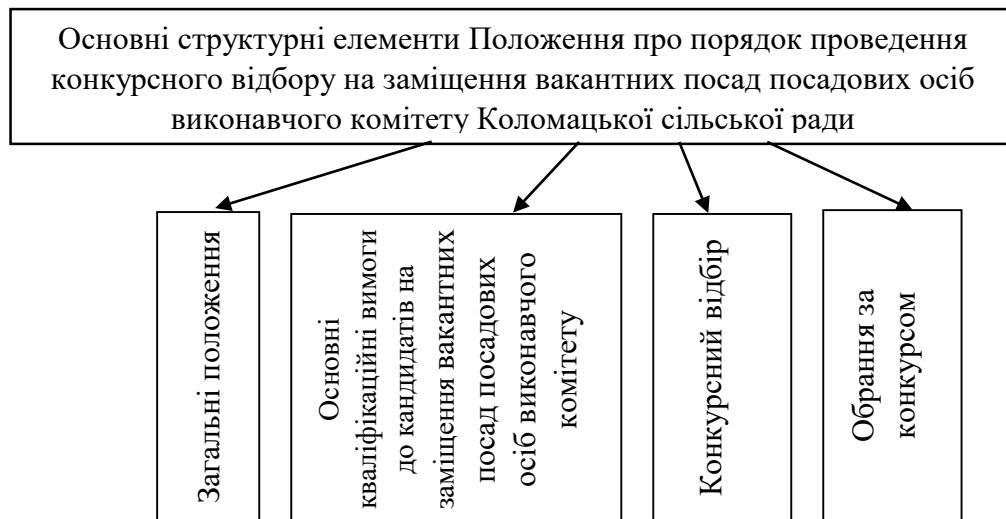 Основні структурні елементи Положення про порядок проведення
конкурсного відбору на заміщення вакантних посад посадових осіб
виконавчого комітету Коломацької сільської ради
Загальні положення
Основні
кваліфікаційні вимоги
до кандидатів на
заміщення вакантних
посад посадових
осіб виконавчого
комітету
Конкурсний відбір
Обрання за
конкурсом